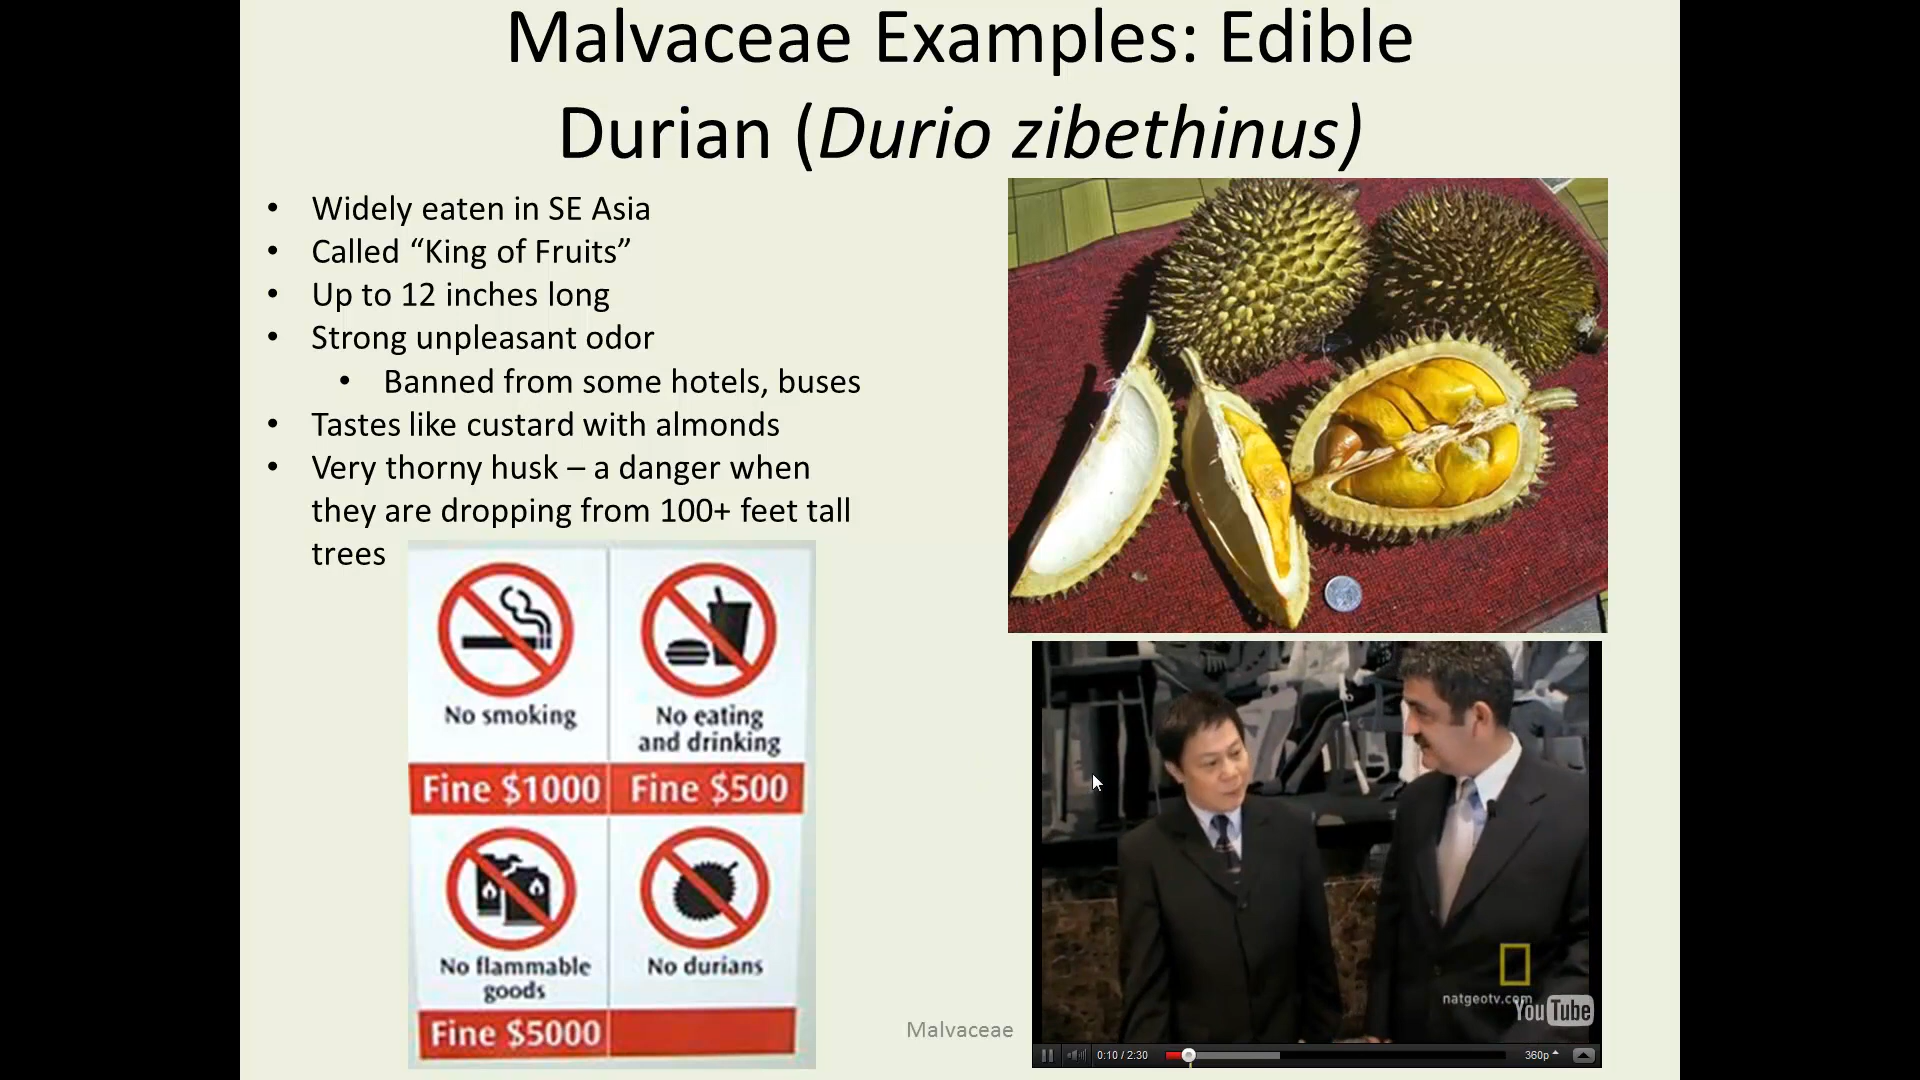 Malvaceae Examples: Edible
Durian (Durio zibethinus)
• Widely eaten in SE Asia
• Called “King of Fruits”
• Up to 12 inches long
• Strong unpleasant odor
• Banned from some hotels, buses
• Tastes like custard with almonds
• Very thorny husk – a danger when
they are dropping from 100+ feet tall
trees
No smoking
Fine $1000
No eating
and drinking
Fine $500
No flammable
goods
Fine $5000
No durians
Malvaceae
natgeotv.com
YouTube
0:10 / 2:30
360p